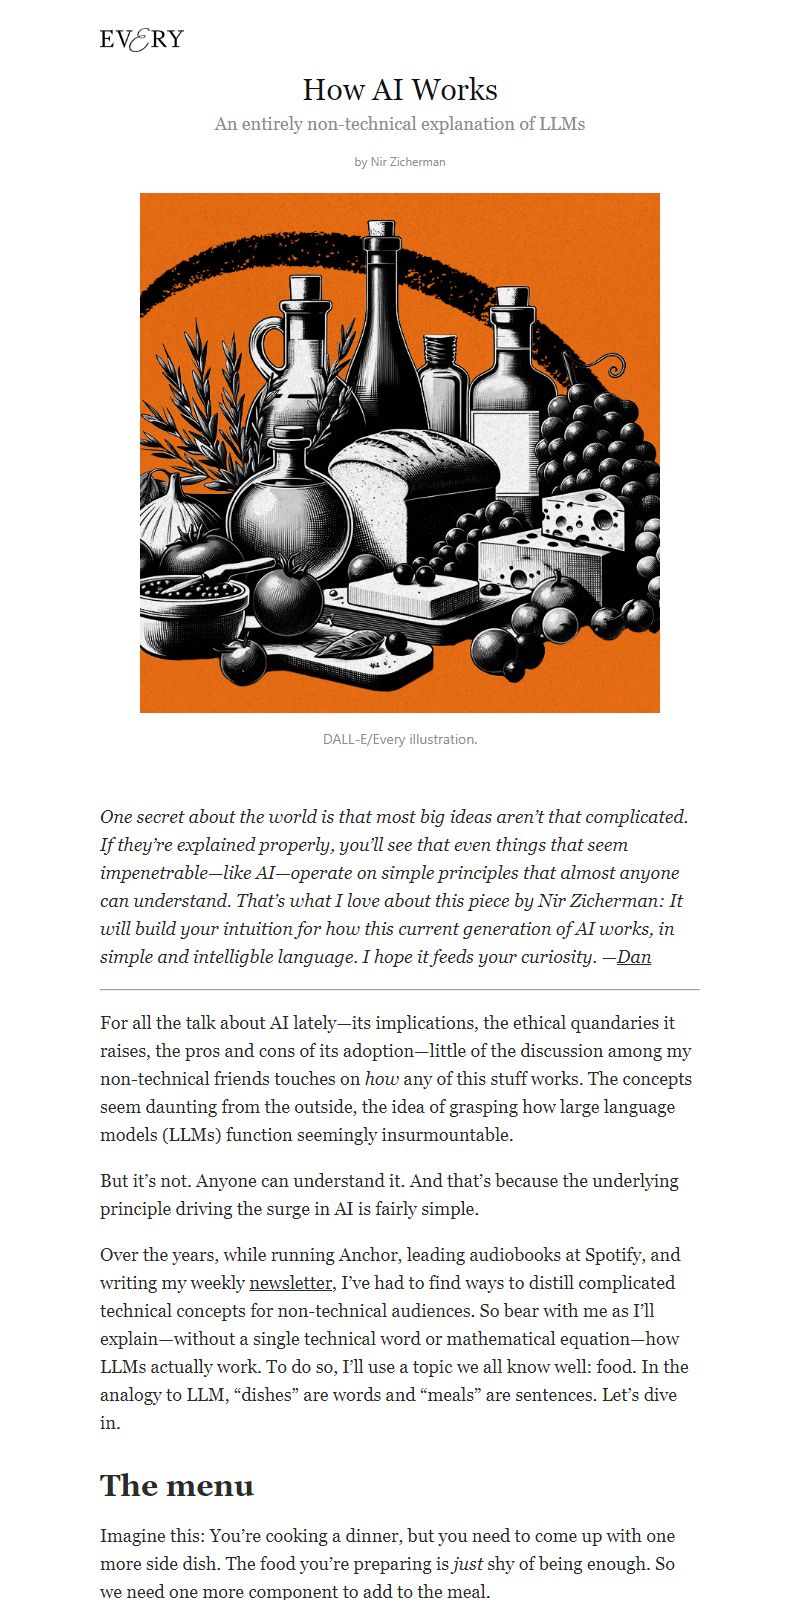 EVERY
How AI Works
An entirely non-technical explanation of LLMs
by Nir Zicherman
DALL-E/Every illustration.
One secret about the world is that most big ideas aren’t that complicated.
If they’re explained properly, you’ll see that even things that seem
impenetrable—like AI—operate on simple principles that almost anyone
can understand. That’s what I love about this piece by Nir Zicherman: It
will build your intuition for how this current generation of AI works, in
simple and intelligble language. I hope it feeds your curiosity. —Dan
For all the talk about AI lately—its implications, the ethical quandaries it
raises, the pros and cons of its adoption—little of the discussion among my
non-technical friends touches on how any of this stuff works. The concepts
seem daunting from the outside, the idea of grasping how large language
models (LLMs) function seemingly insurmountable.
But it’s not. Anyone can understand it. And that’s because the underlying
principle driving the surge in AI is fairly simple.
Over the years, while running Anchor, leading audiobooks at Spotify, and
writing my weekly newsletter, I’ve had to find ways to distill complicated
technical concepts for non-technical audiences. So bear with me as I’ll
explain—without a single technical word or mathematical equation—how
LLMs actually work. To do so, I’ll use a topic we all know well: food. In the
analogy to LLM, “dishes” are words and “meals” are sentences. Let’s dive
in.
The menu
Imagine this: You’re cooking a dinner, but you need to come up with one
more side dish. The food you’re preparing is just shy of being enough. So
we need one more component to add to the meal.